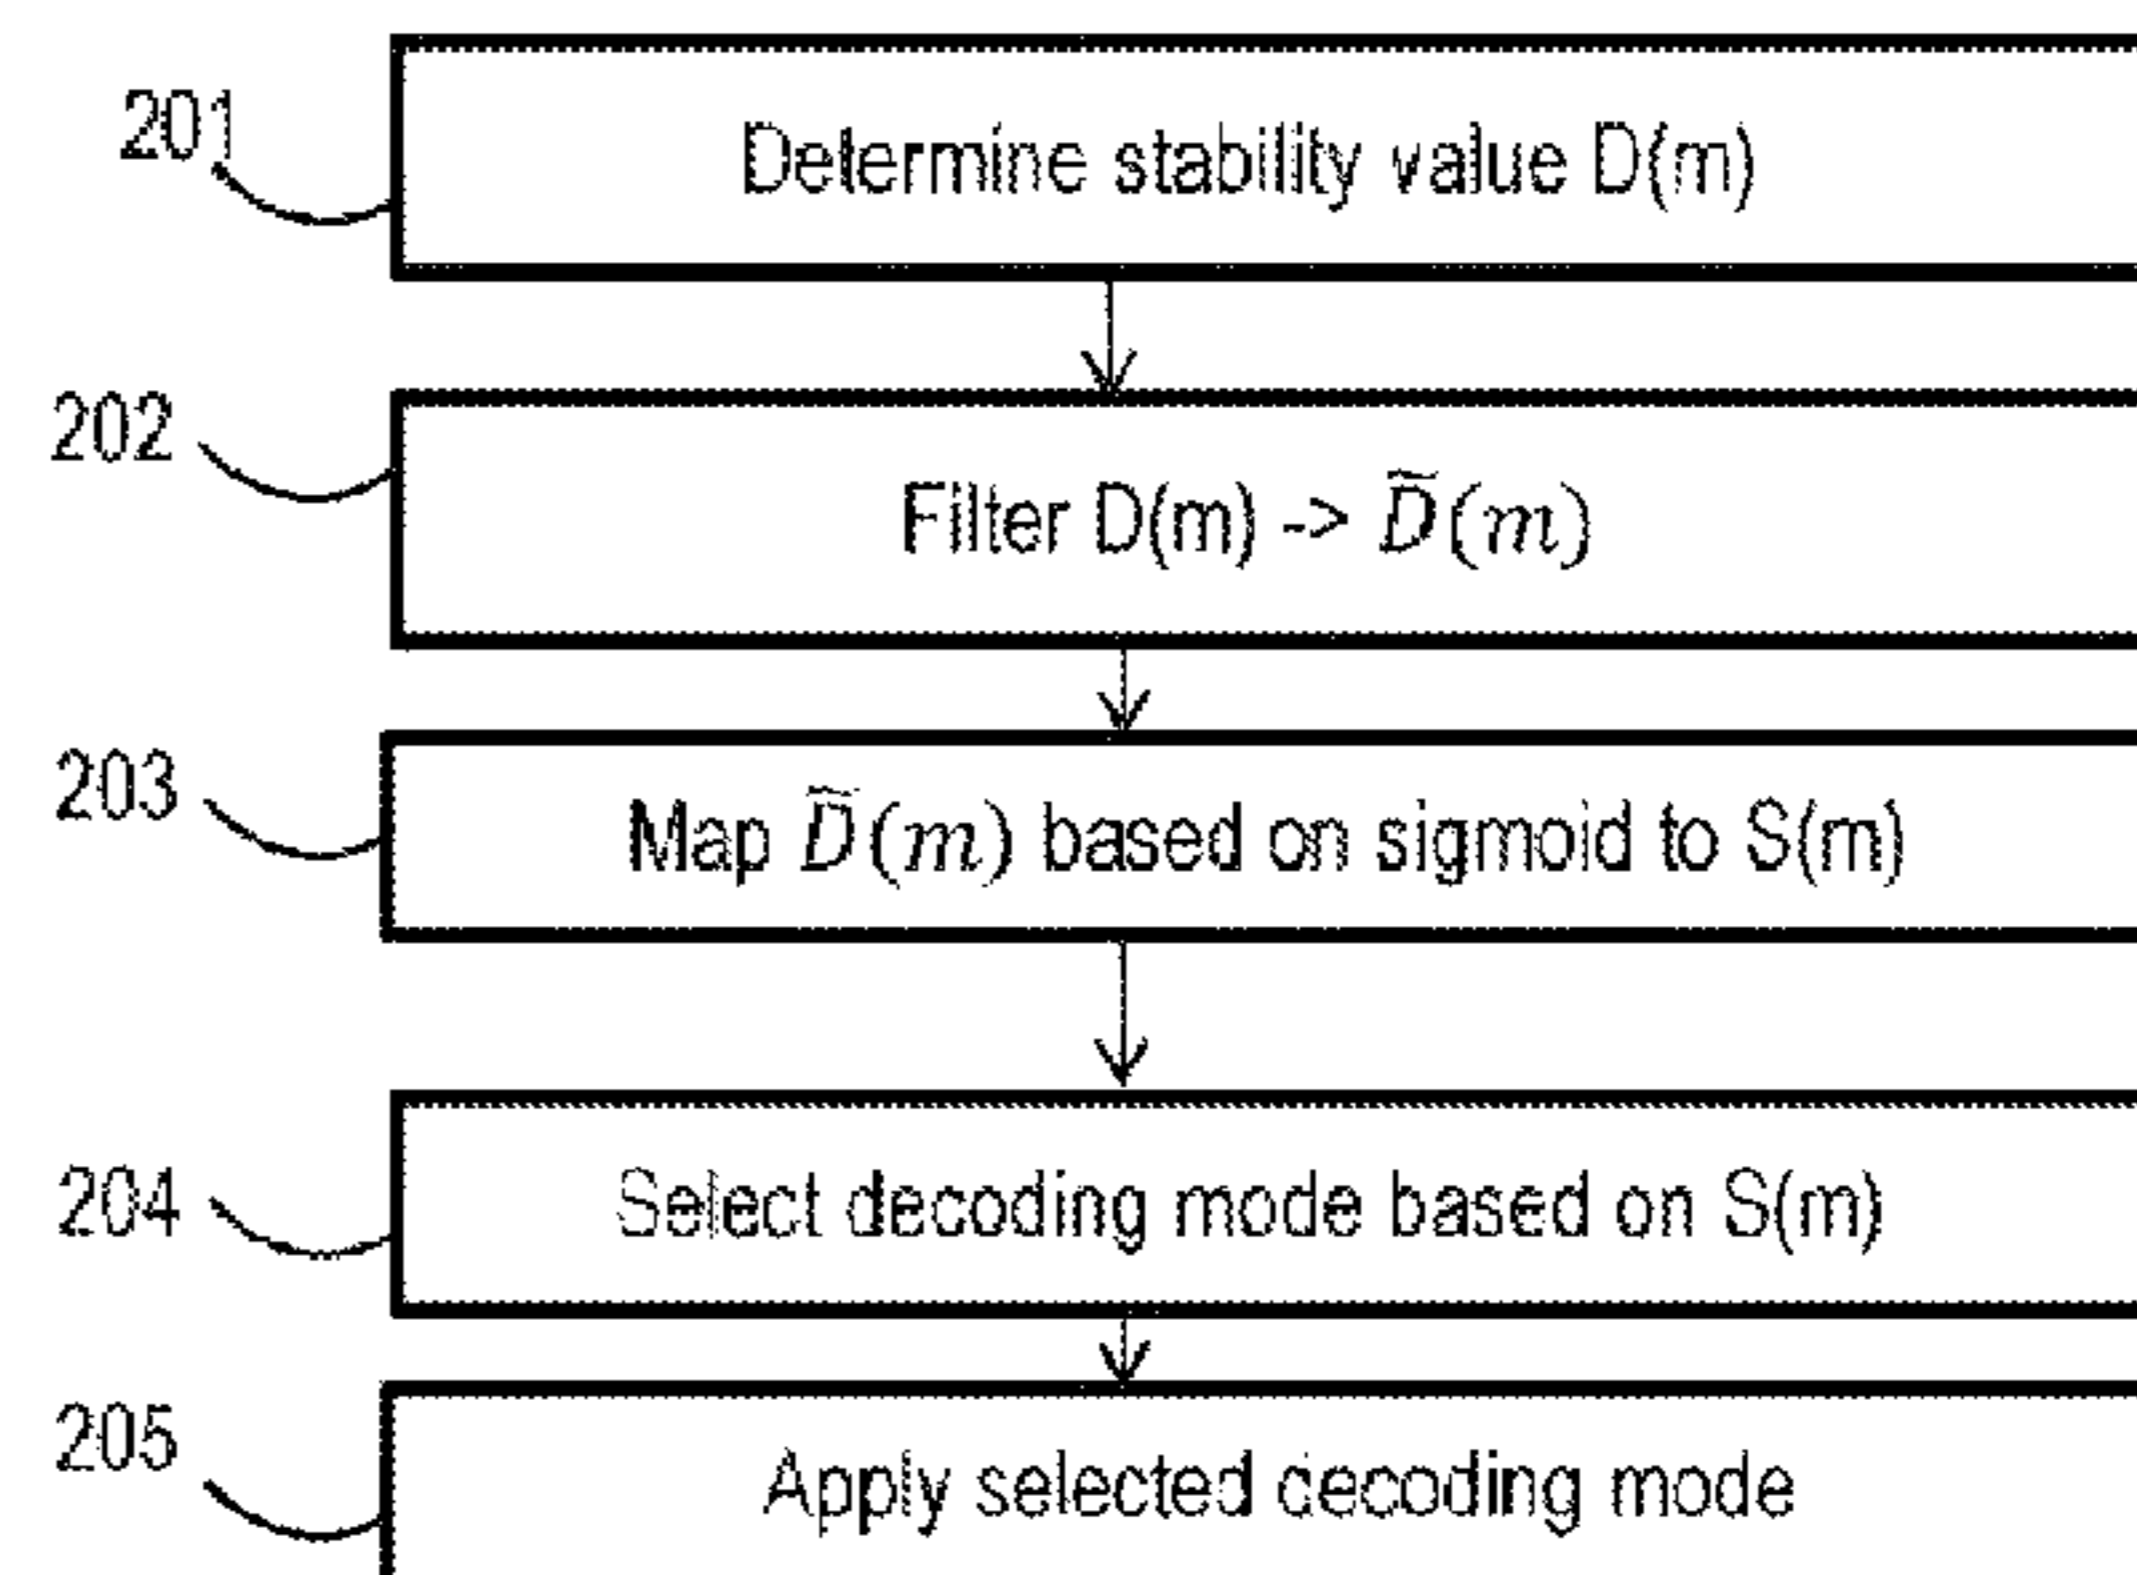 201
Determine stability value D(m)
202
Filter D(m) -> D̃(m)
203
Map D̃(m) based on sigmoid to S(m)
204
Select decoding mode based on S(m)
205
Apply selected decoding mode